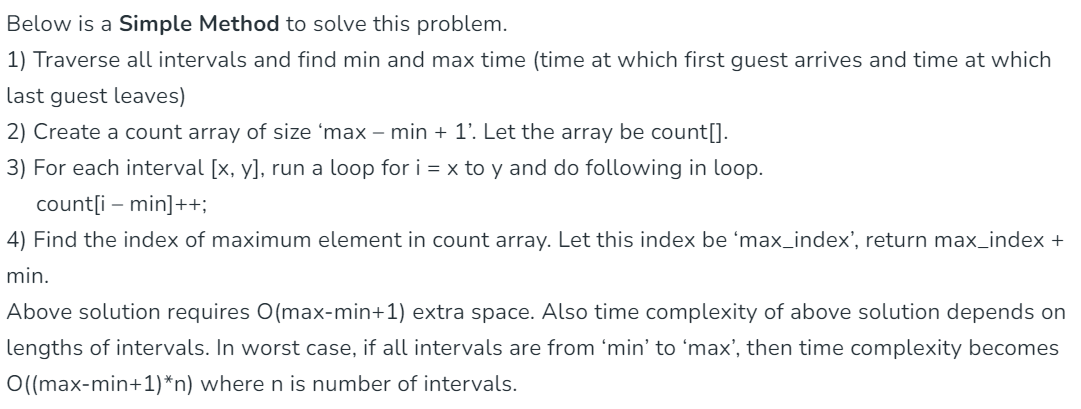 Below is a Simple Method to solve this problem.
1) Traverse all intervals and find min and max time (time at which first guest arrives and time at which
last guest leaves)
2) Create a count array of size ‘max – min + 1’. Let the array be count[].
3) For each interval [x, y], run a loop for i = x to y and do following in loop.
count[i – min]++;
4) Find the index of maximum element in count array. Let this index be ‘max_index’, return max_index +
min.
Above solution requires O(max-min+1) extra space. Also time complexity of above solution depends on
lengths of intervals. In worst case, if all intervals are from ‘min’ to ‘max’, then time complexity becomes
O((max-min+1)*n) where n is number of intervals.